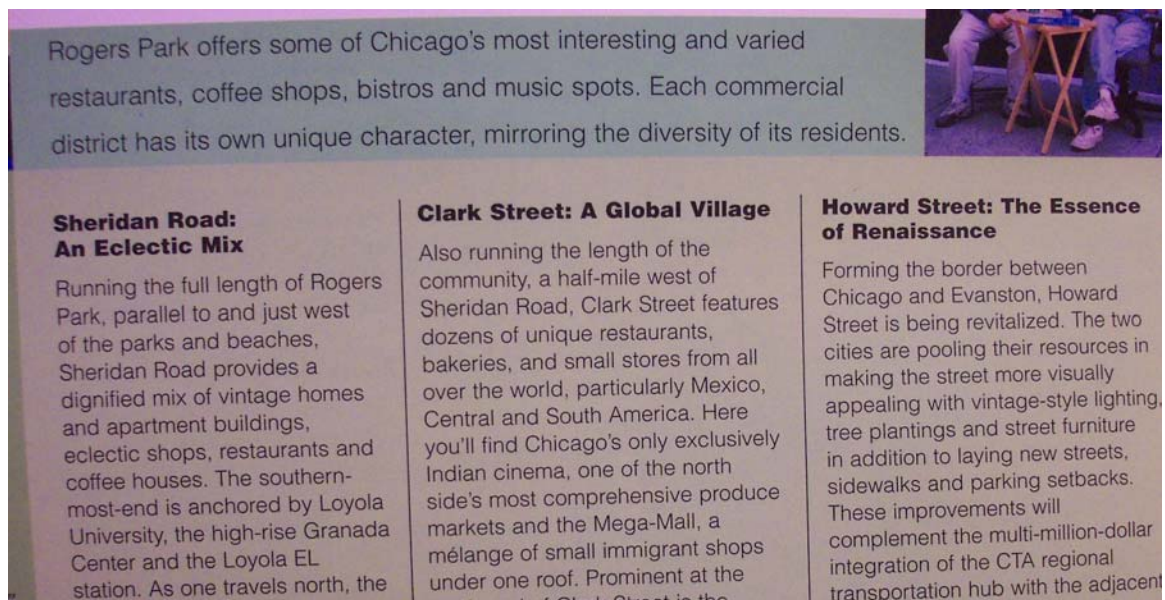 Rogers Park offers some of Chicago's most interesting and varied
restaurants, coffee shops, bistros and music spots. Each commercial
district has its own unique character, mirroring the diversity of its residents.
Sheridan Road:
An Eclectic Mix
Running the full length of Rogers
Park, parallel to and just west
of the parks and beaches,
Sheridan Road provides a
dignified mix of vintage homes
and apartment buildings,
eclectic shops, restaurants and
coffee houses. The southern-
most-end is anchored by Loyola
University, the high-rise Granada
Center and the Loyola EL
station. As one travels north, the
Clark Street: A Global Village
Also running the length of the
community, a half-mile west of
Sheridan Road, Clark Street features
dozens of unique restaurants,
bakeries, and small stores from all
over the world, particularly Mexico,
Central and South America. Here
you'll find Chicago's only exclusively
Indian cinema, one of the north
side's most comprehensive produce
markets and the Mega-Mall, a
mélange of small immigrant shops
under one roof. Prominent at the
of Clark Street is the
Howard Street: The Essence
of Renaissance
Forming the border between
Chicago and Evanston, Howard
Street is being revitalized. The two
cities are pooling their resources in
making the street more visually
appealing with vintage-style lighting,
tree plantings and street furniture
in addition to laying new streets,
sidewalks and parking setbacks.
These improvements will
complement the multi-million-dollar
integration of the CTA regional
transportation hub with the adjacent